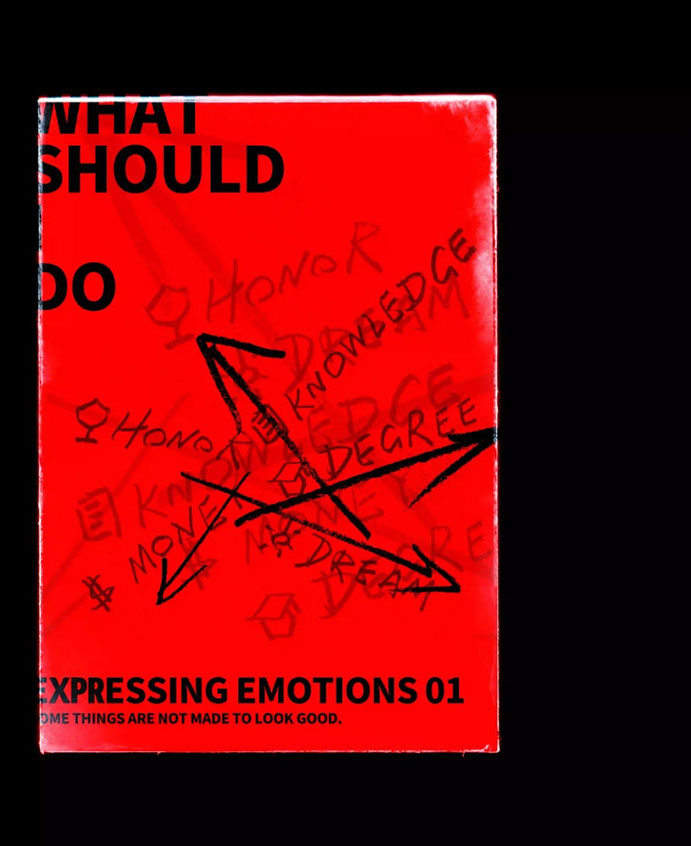 WHAT
SHOULD
DO
HONOR
KNOWLEDGE
DREAM
HONOR
KNOWLEDGE
DEGREE
MONEY
$ MONEY
DREAM
$
DEGREE
EXPRESSING EMOTIONS 01
OME THINGS ARE NOT MADE TO LOOK GOOD.